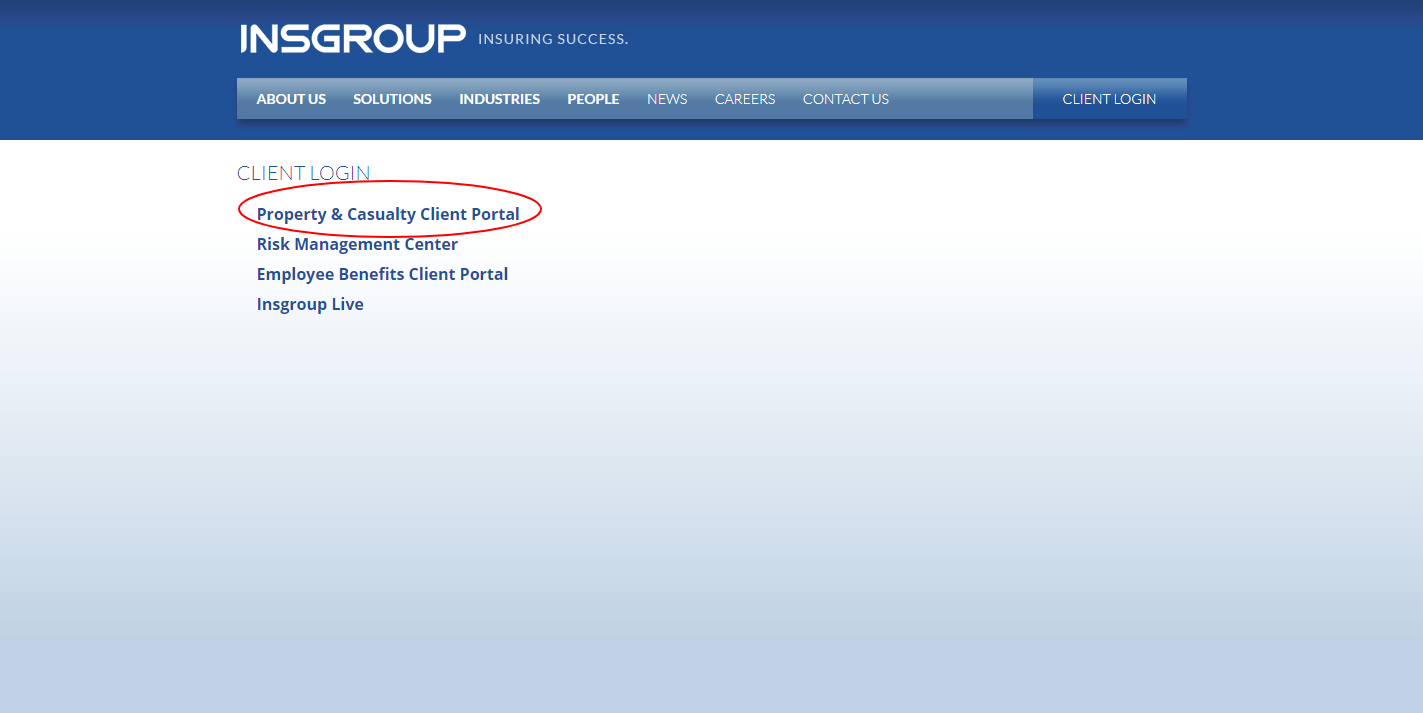 INSGROUP INSURING SUCCESS.
ABOUT US SOLUTIONS INDUSTRIES PEOPLE NEWS CAREERS CONTACT US CLIENT LOGIN
CLIENT LOGIN
Property & Casualty Client Portal
Risk Management Center
Employee Benefits Client Portal
Insgroup Live